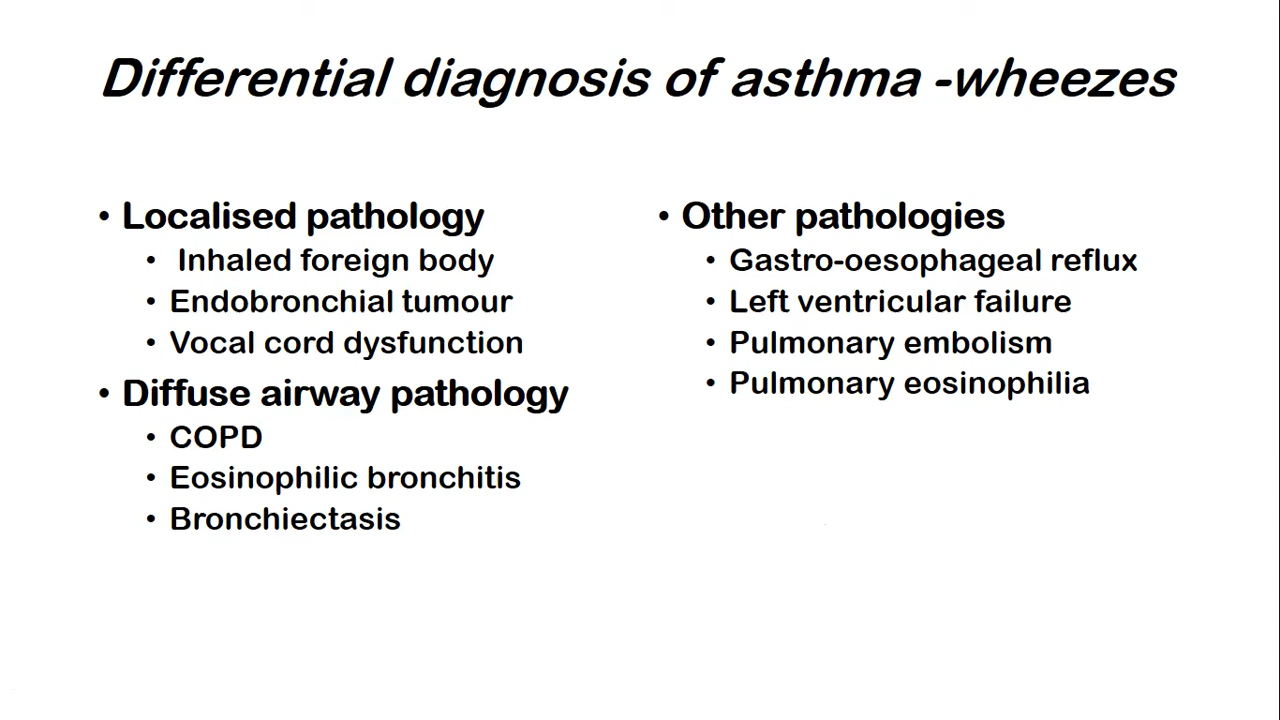 Differential diagnosis of asthma -wheezes
• Localised pathology
• Inhaled foreign body
• Endobronchial tumour
• Vocal cord dysfunction
• Diffuse airway pathology
• COPD
• Eosinophilic bronchitis
• Bronchiectasis
• Other pathologies
• Gastro-oesophageal reflux
• Left ventricular failure
• Pulmonary embolism
• Pulmonary eosinophilia